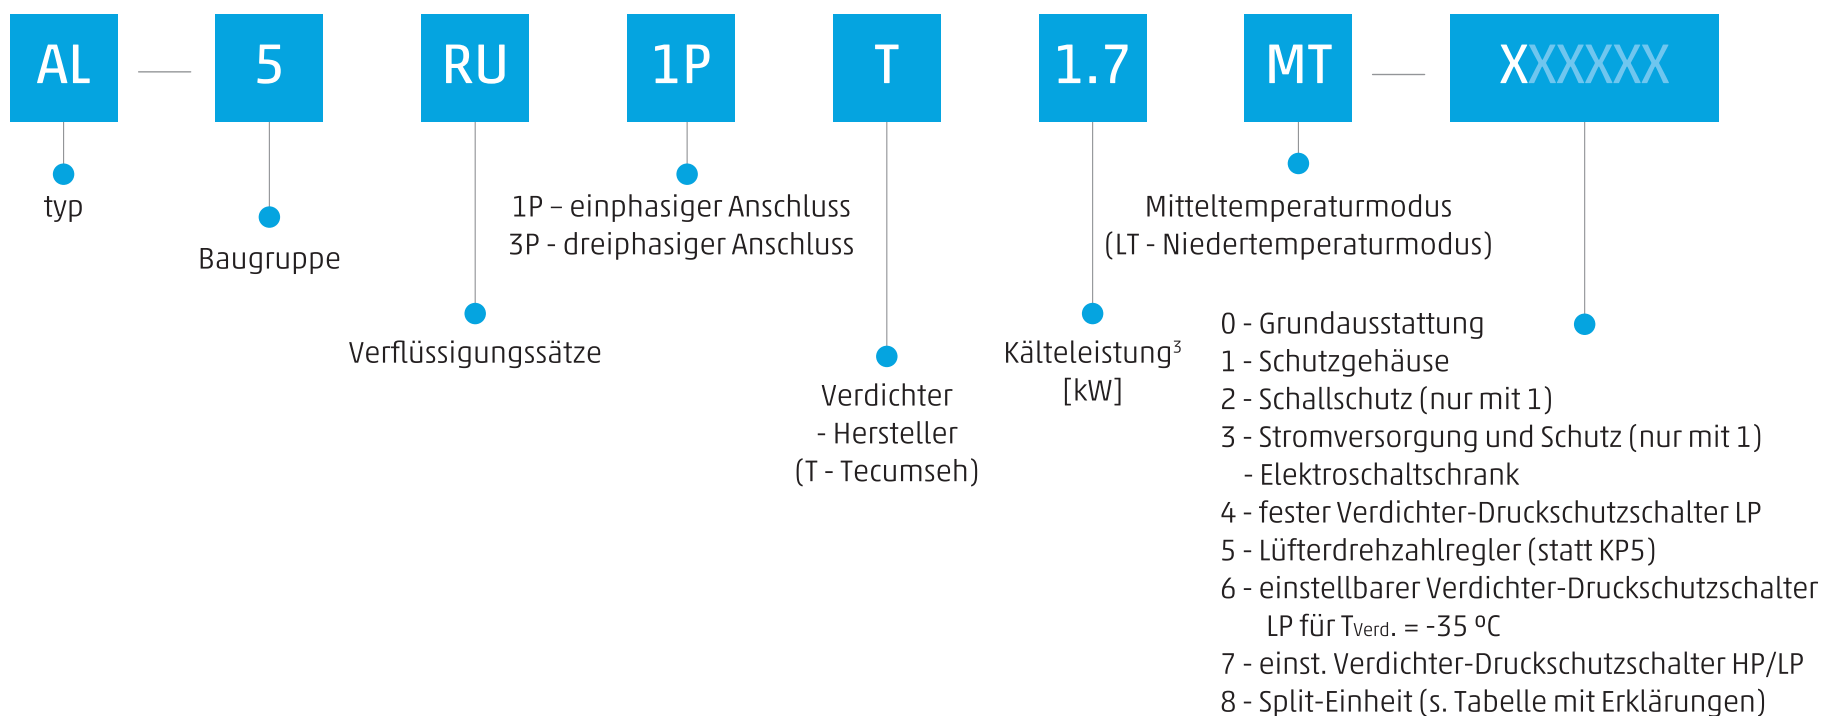 AL — 5 RU 1P T 1.7 MT — XXXXXX
typ
Baugruppe
Verflüssigungssätze
1P – einphasiger Anschluss
3P - dreiphasiger Anschluss
Verdichter
- Hersteller
(T - Tecumseh)
Kälteleistung³
[kW]
Mitteltemperaturmodus
(LT - Niedertemperaturmodus)
0 - Grundausstattung
1 - Schutzgehäuse
2 - Schallschutz (nur mit 1)
3 - Stromversorgung und Schutz (nur mit 1)
- Elektroschaltschrank
4 - fester Verdichter-Druckschutzschalter LP
5 - Lüfterdrehzahlregler (statt KP5)
6 - einstellbarer Verdichter-Druckschutzschalter
LP für TVerd. = -35 ºC
7 - einst. Verdichter-Druckschutzschalter HP/LP
8 - Split-Einheit (s. Tabelle mit Erklärungen)